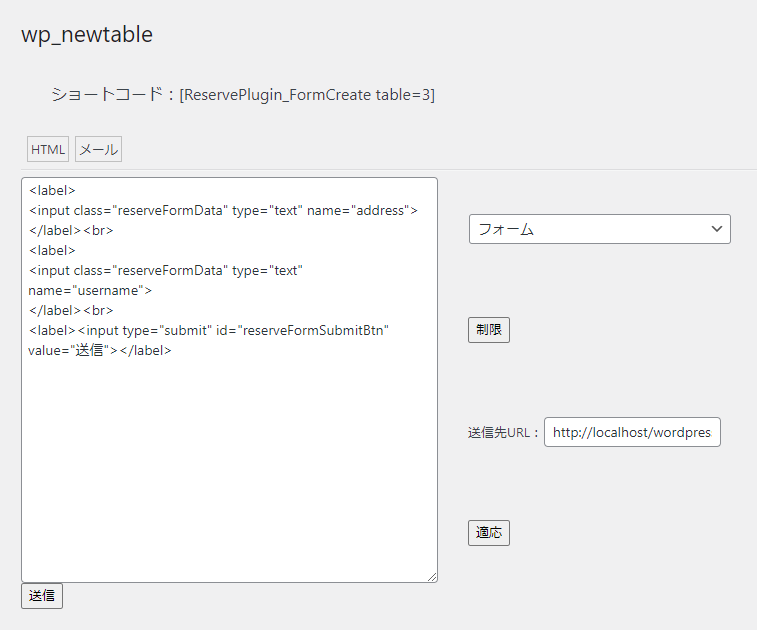 wp_newtable
ショートコード：[ReservePlugin_FormCreate table=3]
HTML メール
<label>
<input class="reserveFormData" type="text" name="address">
</label><br>
<label>
<input class="reserveFormData" type="text"
name="username">
</label><br>
<label><input type="submit" id="reserveFormSubmitBtn"
value="送信"></label>
フォーム
制限
送信先URL： http://localhost/wordpres
適応
送信